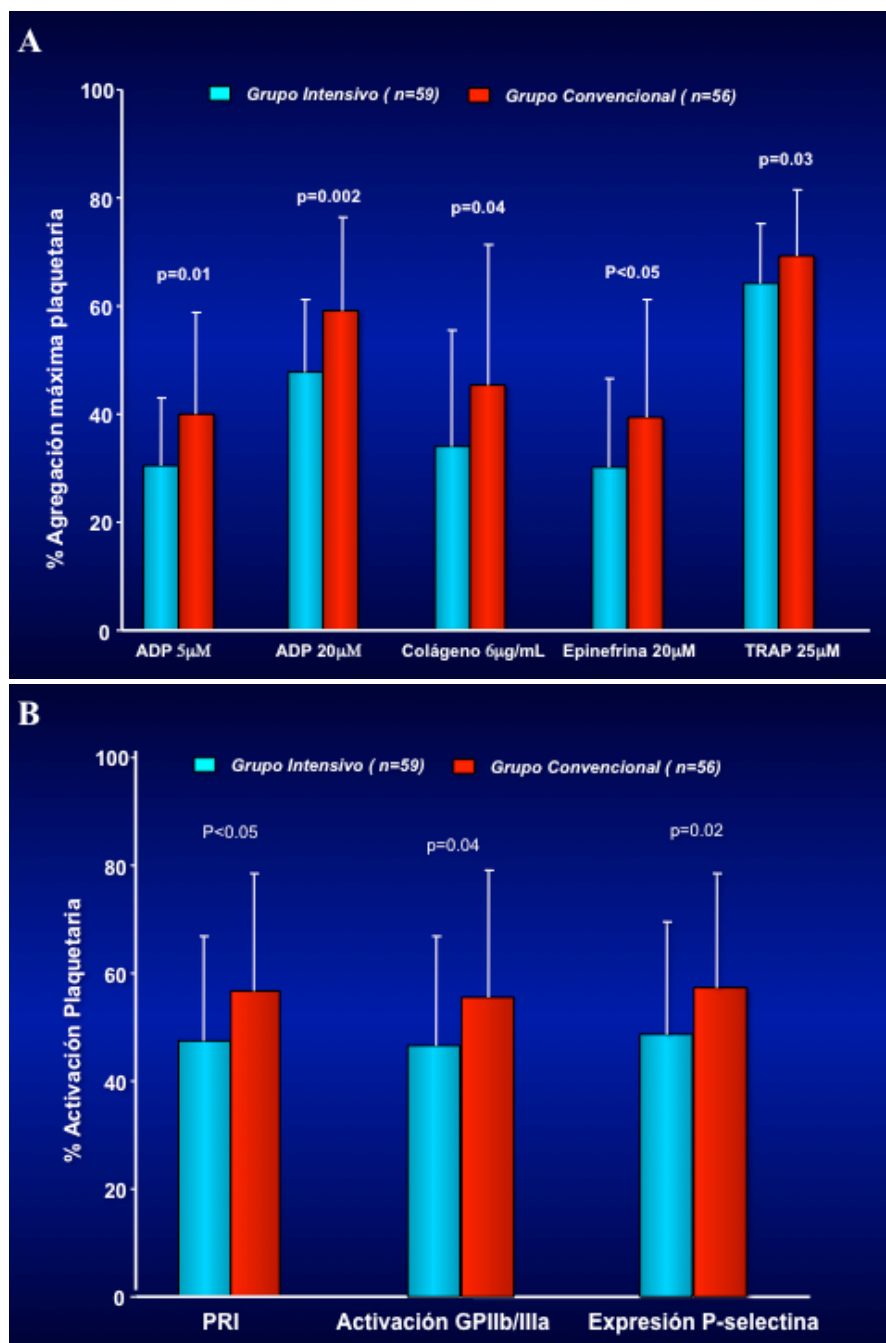 A
Grupo Intensivo ( n=59)   Grupo Convencional ( n=56)
% Agregación máxima plaquetaria
100
80
60
40
20
0
p=0.01
p=0.002
p=0.04
P<0.05
p=0.03
ADP 5µM   ADP 20µM   Colágeno 6µg/mL   Epinefrina 20µM   TRAP 25µM
B
Grupo Intensivo ( n=59)   Grupo Convencional ( n=56)
% Activación Plaquetaria
100
80
60
40
20
0
P<0.05
p=0.04
p=0.02
PRI   Activación GPIIb/IIIa   Expresión P-selectina